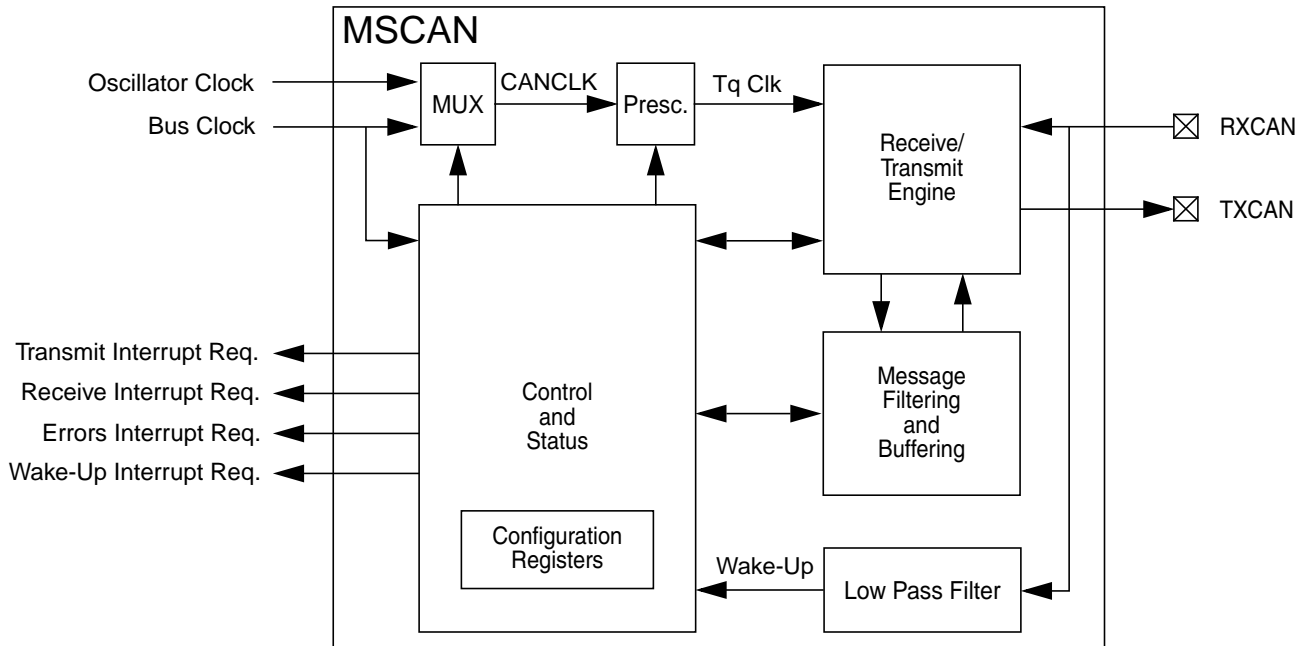 MSCAN
Oscillator Clock
MUX
CANCLK
Presc.
Tq Clk
Bus Clock
Receive/
Transmit
Engine
RXCAN
TXCAN
Transmit Interrupt Req.
Receive Interrupt Req.
Errors Interrupt Req.
Wake-Up Interrupt Req.
Control
and
Status
Message
Filtering
and
Buffering
Configuration
Registers
Wake-Up
Low Pass Filter